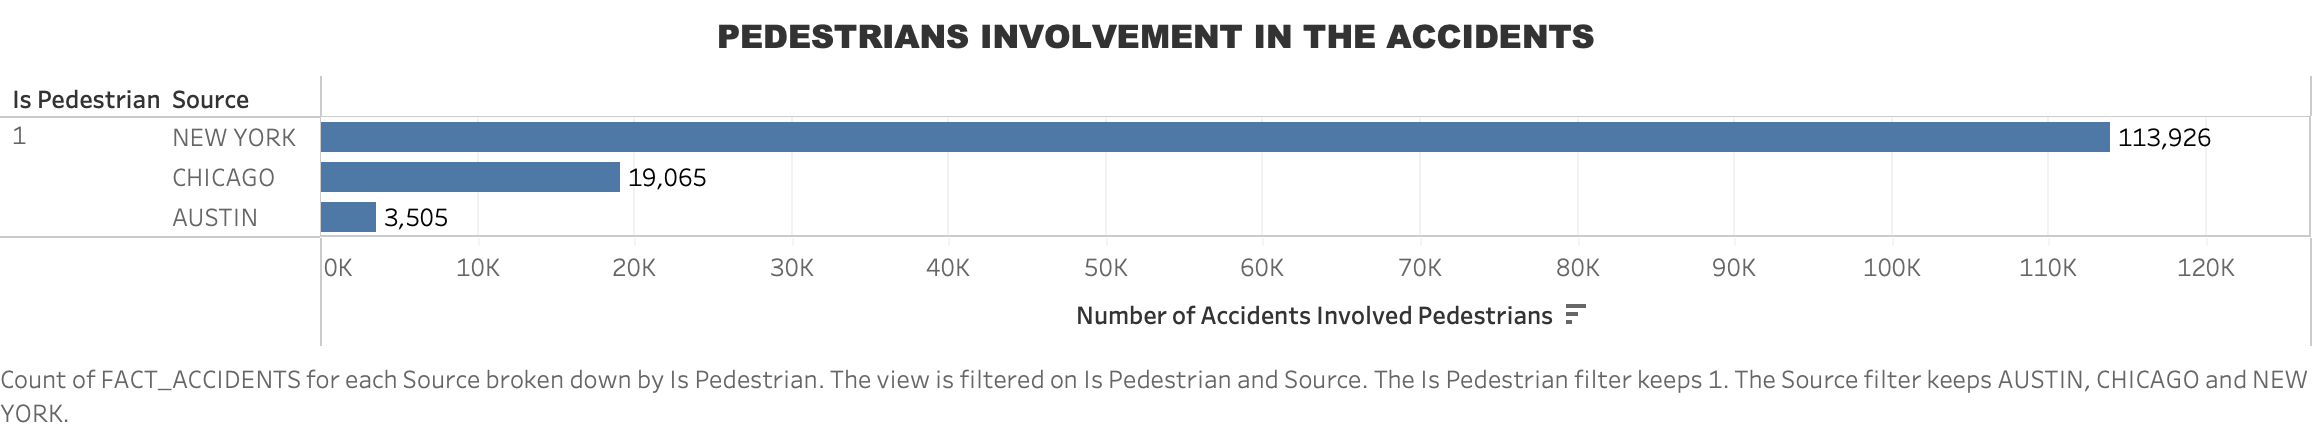 PEDESTRIANS INVOLVEMENT IN THE ACCIDENTS
Is Pedestrian Source
1 NEW YORK 113,926
CHICAGO 19,065
AUSTIN 3,505
0K 10K 20K 30K 40K 50K 60K 70K 80K 90K 100K 110K 120K
Number of Accidents Involved Pedestrians
Count of FACT_ACCIDENTS for each Source broken down by Is Pedestrian. The view is filtered on Is Pedestrian and Source. The Is Pedestrian filter keeps 1. The Source filter keeps AUSTIN, CHICAGO and NEW
YORK.